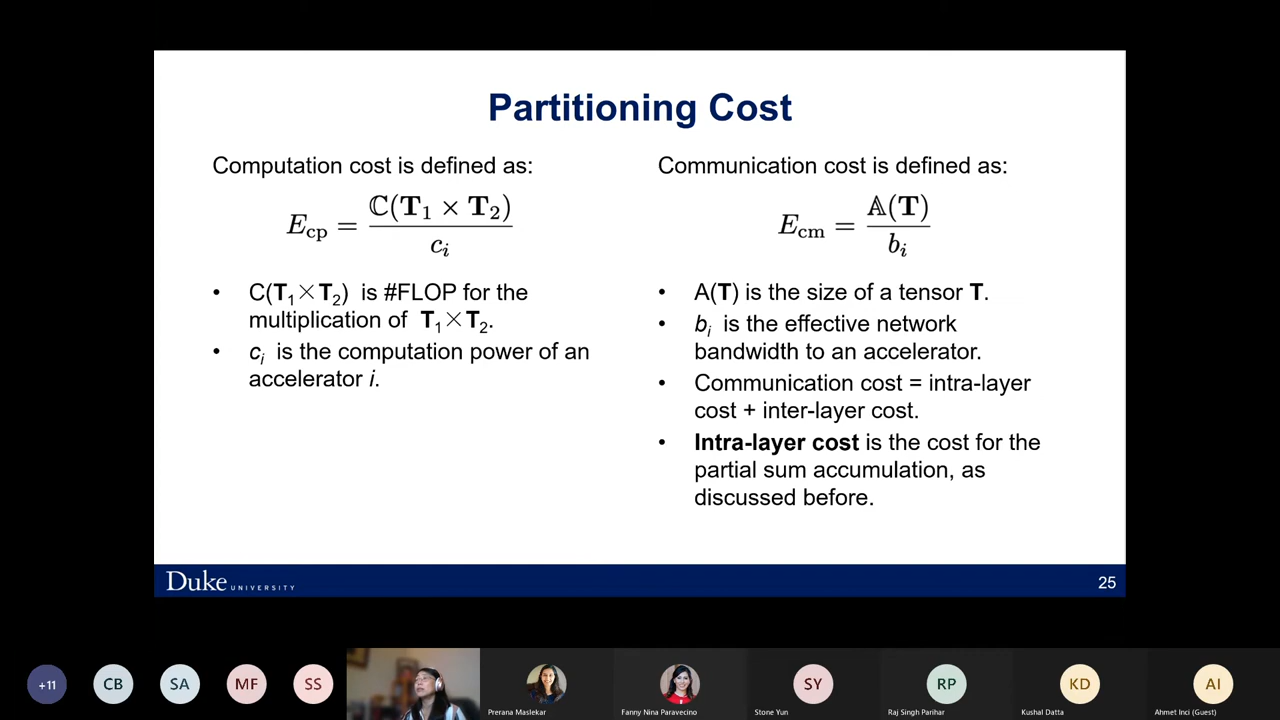 Partitioning Cost
Computation cost is defined as:
E_cp = ℂ(T₁ × T₂) / c_i
• C(T₁×T₂) is #FLOP for the
multiplication of T₁×T₂.
• c_i is the computation power of an
accelerator i.
Communication cost is defined as:
E_cm = 𝔸(T) / b_i
• A(T) is the size of a tensor T.
• b_i is the effective network
bandwidth to an accelerator.
• Communication cost = intra-layer
cost + inter-layer cost.
• Intra-layer cost is the cost for the
partial sum accumulation, as
discussed before.
Duke UNIVERSITY
25
+11
CB
SA
MF
SS
Prerana Maslekar
Fanny Nina Paravecino
SY
Stone Yun
RP
Raj Singh Parihar
KD
Kushal Datta
AI
Ahmet Inci (Guest)